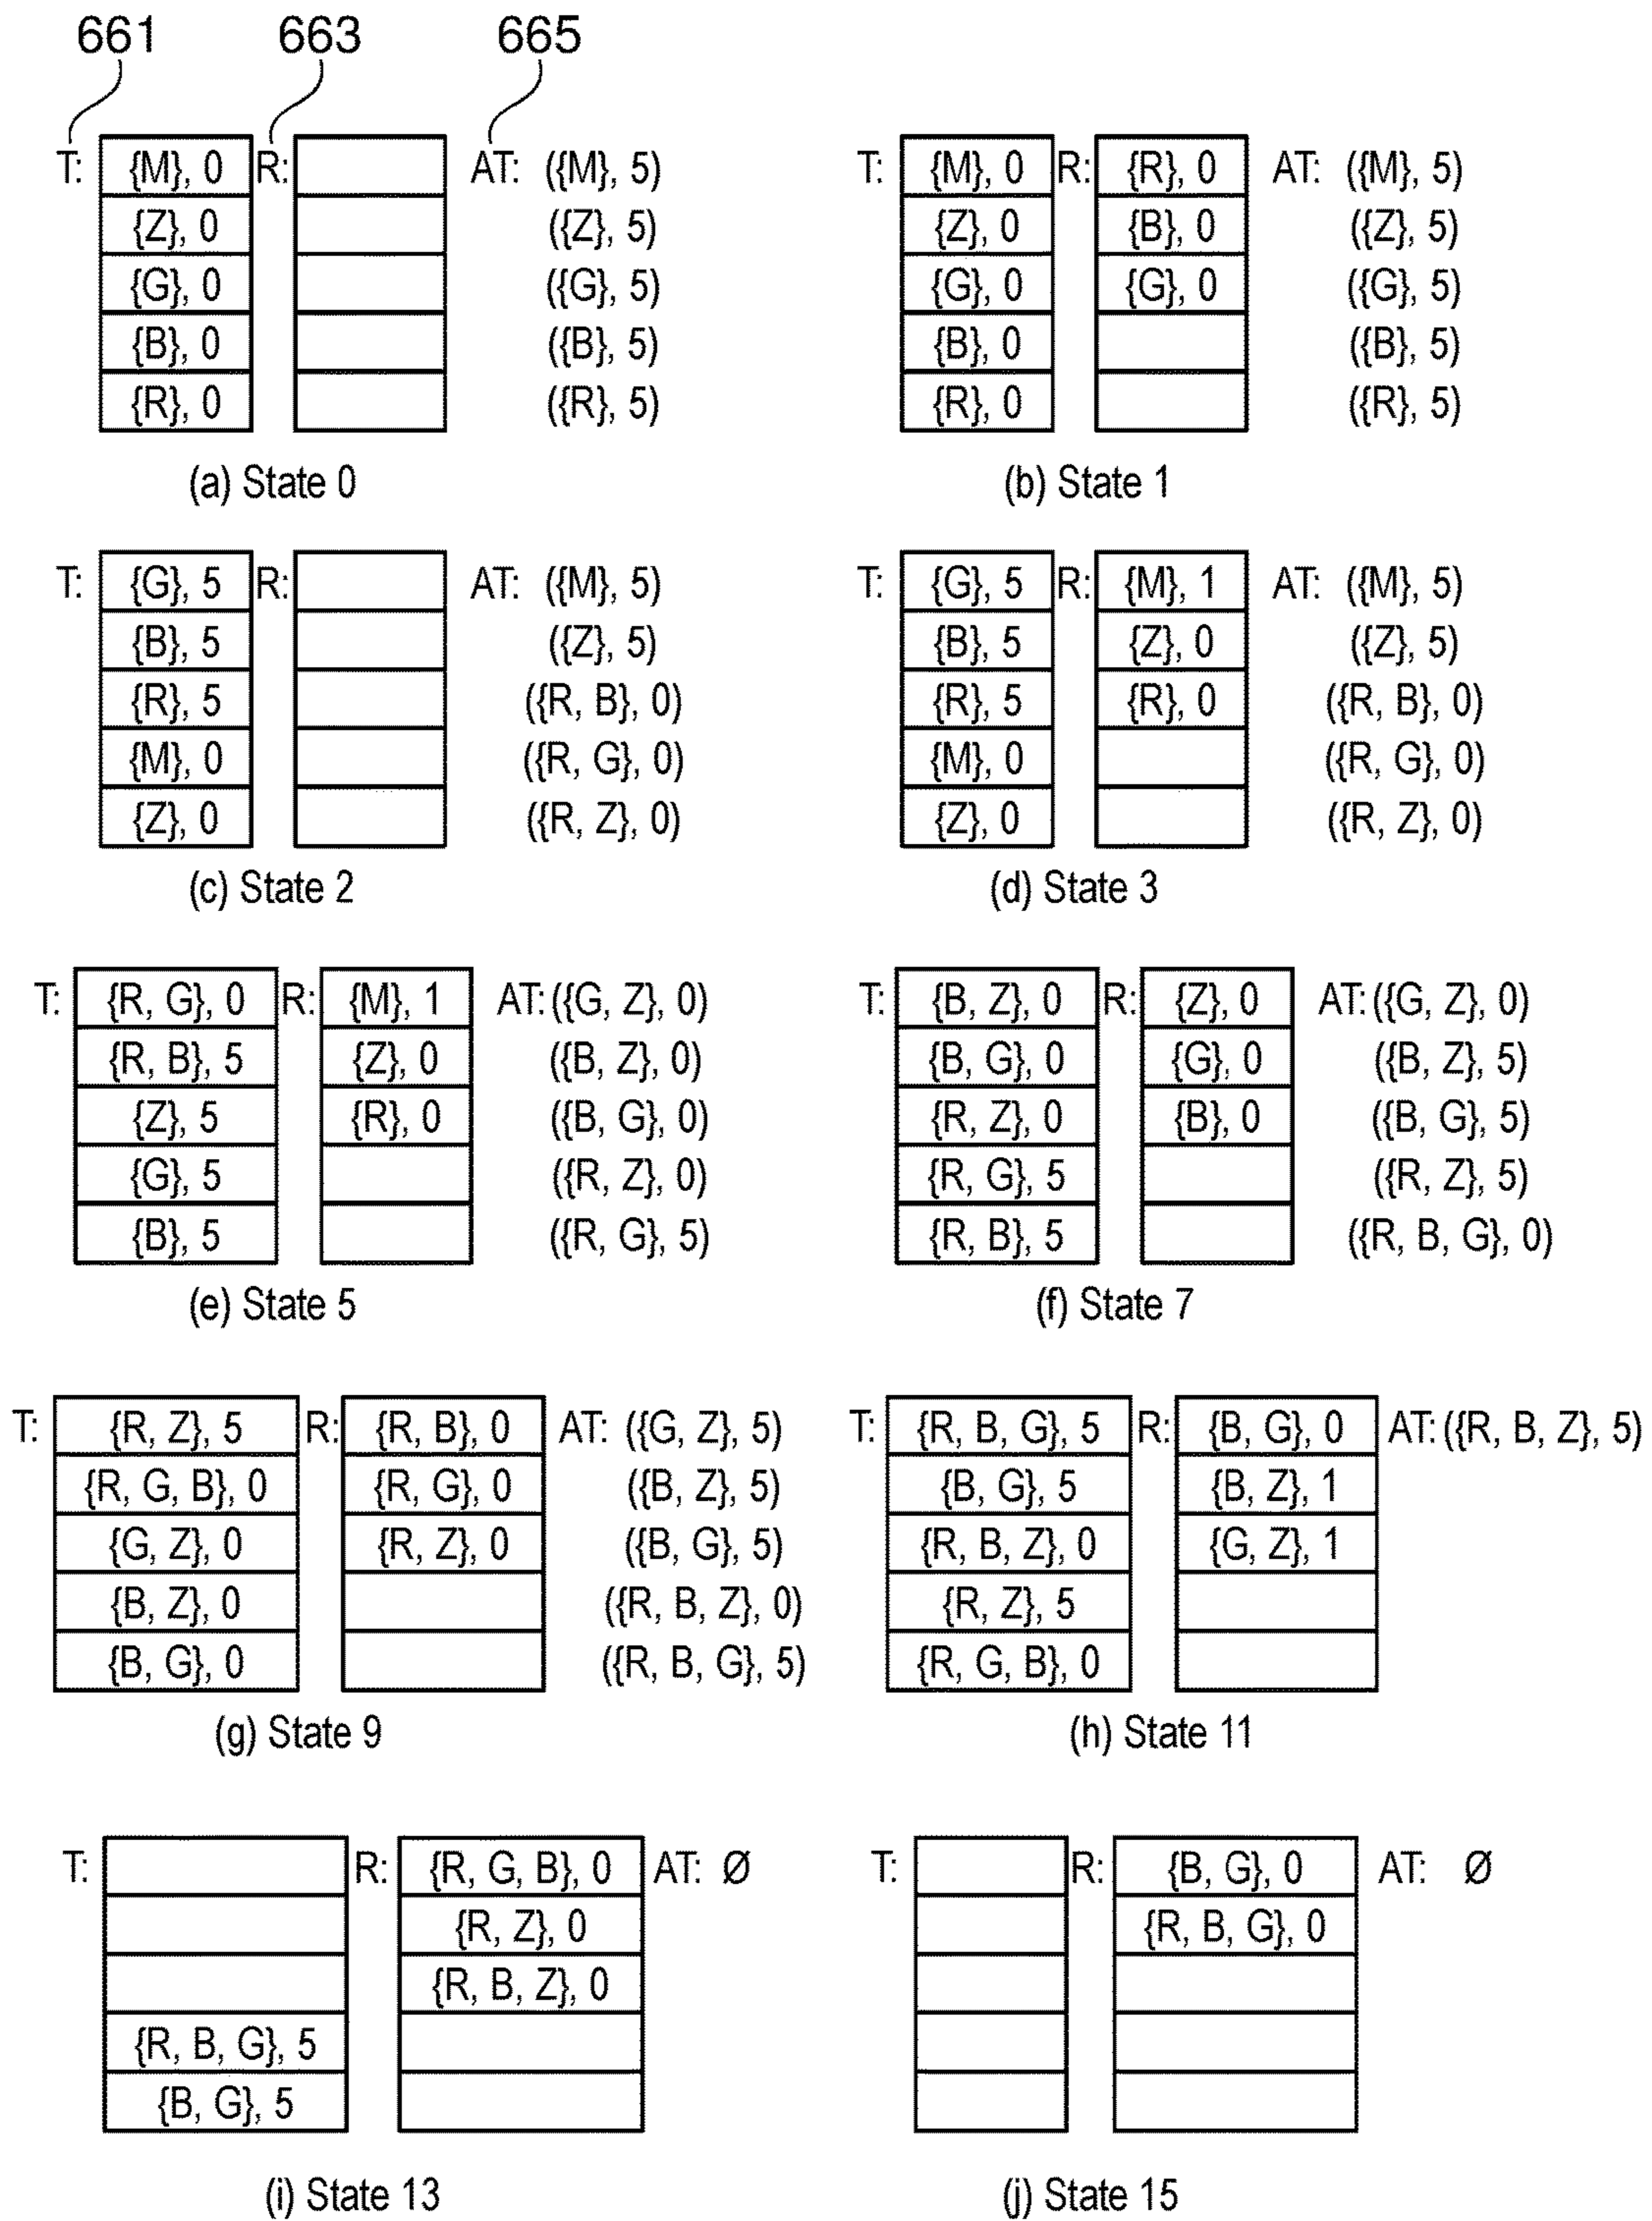 661 663 665
T: {M}, 0 R: AT: ({M}, 5)
{Z}, 0 ({Z}, 5)
{G}, 0 ({G}, 5)
{B}, 0 ({B}, 5)
{R}, 0 ({R}, 5)
(a) State 0
T: {M}, 0 R: {R}, 0 AT: ({M}, 5)
{Z}, 0 {B}, 0 ({Z}, 5)
{G}, 0 {G}, 0 ({G}, 5)
{B}, 0 ({B}, 5)
{R}, 0 ({R}, 5)
(b) State 1
T: {G}, 5 R: AT: ({M}, 5)
{B}, 5 ({Z}, 5)
{R}, 5 ({R, B}, 0)
{M}, 0 ({R, G}, 0)
{Z}, 0 ({R, Z}, 0)
(c) State 2
T: {G}, 5 R: {M}, 1 AT: ({M}, 5)
{B}, 5 {Z}, 0 ({Z}, 5)
{R}, 5 {R}, 0 ({R, B}, 0)
{M}, 0 ({R, G}, 0)
{Z}, 0 ({R, Z}, 0)
(d) State 3
T: {R, G}, 0 R: {M}, 1 AT: ({G, Z}, 0)
{R, B}, 5 {Z}, 0 ({B, Z}, 0)
{Z}, 5 {R}, 0 ({B, G}, 0)
{G}, 5 ({R, Z}, 0)
{B}, 5 ({R, G}, 5)
(e) State 5
T: {B, Z}, 0 R: {Z}, 0 AT: ({G, Z}, 0)
{B, G}, 0 {G}, 0 ({B, Z}, 5)
{R, Z}, 0 {B}, 0 ({B, G}, 5)
{R, G}, 5 ({R, Z}, 5)
{R, B}, 5 ({R, B, G}, 0)
(f) State 7
T: {R, Z}, 5 R: {R, B}, 0 AT: ({G, Z}, 5)
{R, G, B}, 0 {R, G}, 0 ({B, Z}, 5)
{G, Z}, 0 {R, Z}, 0 ({B, G}, 5)
{B, Z}, 0 ({R, B, Z}, 0)
{B, G}, 0 ({R, B, G}, 5)
(g) State 9
T: {R, B, G}, 5 R: {B, G}, 0 AT: ({R, B, Z}, 5)
{B, G}, 5 {B, Z}, 1
{R, B, Z}, 0 {G, Z}, 1
{R, Z}, 5
{R, G, B}, 0
(h) State 11
T: R: {R, G, B}, 0 AT: Ø
{R, Z}, 0
{R, B, Z}, 0
{R, B, G}, 5
{B, G}, 5
(i) State 13
T: R: {B, G}, 0 AT: Ø
{R, B, G}, 0
(j) State 15